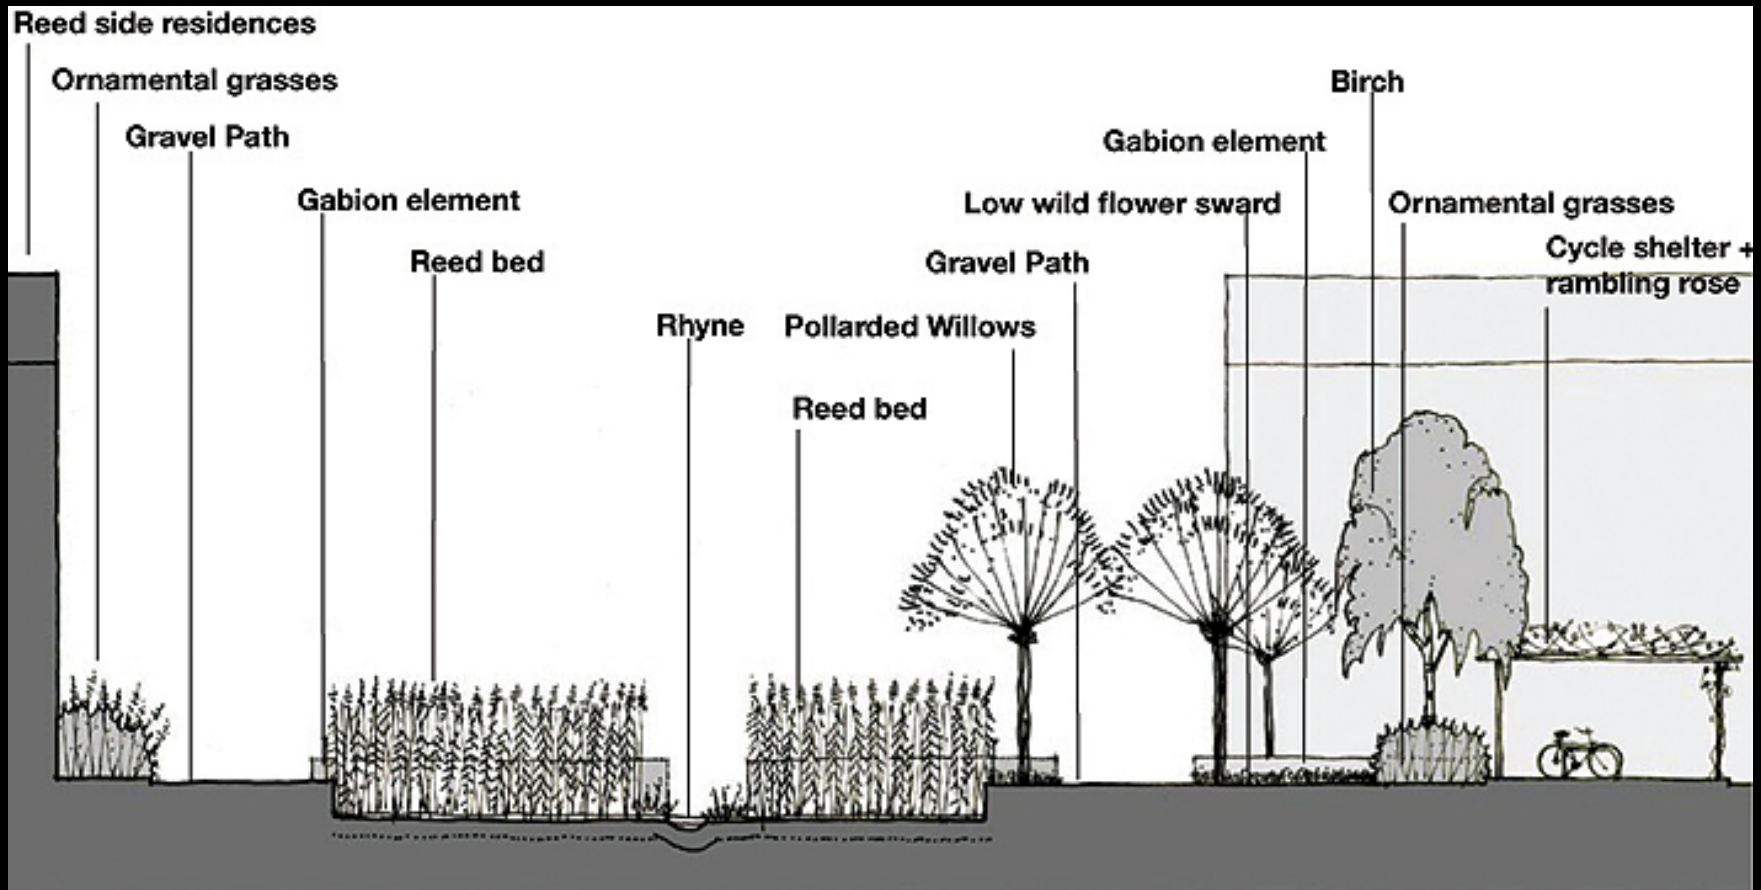 Reed side residences
Ornamental grasses
Gravel Path
Gabion element
Reed bed
Rhyne
Pollarded Willows
Reed bed
Gravel Path
Low wild flower sward
Gabion element
Birch
Ornamental grasses
Cycle shelter +
rambling rose